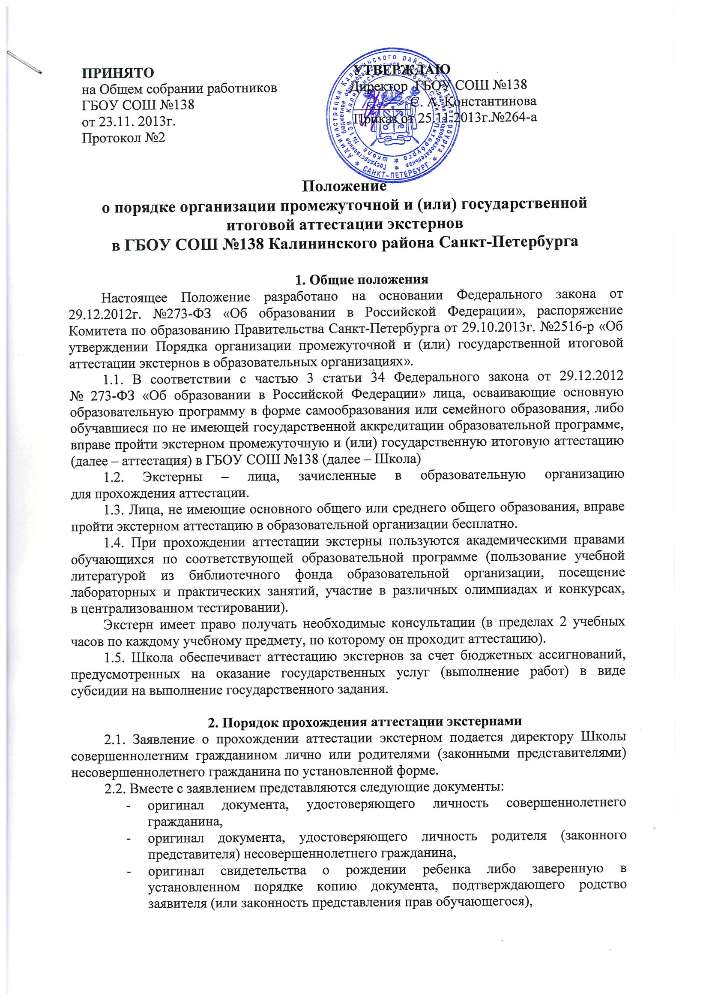 ПРИНЯТО
на Общем собрании работников
ГБОУ СОШ №138
от 23.11. 2013г.
Протокол №2
УТВЕРЖДАЮ
Директор ГБОУ СОШ №138
С. А. Константинова
Приказ от 25.11.2013г.№264-а
Администрация Калининского района Санкт-Петербурга
* САНКТ-ПЕТЕРБУРГ *
Государственное бюджетное общеобразовательное учреждение средняя общеобразовательная *
школа №138 Калининского района Санкт-Петербурга *
Положение
о порядке организации промежуточной и (или) государственной
итоговой аттестации экстернов
в ГБОУ СОШ №138 Калининского района Санкт-Петербурга
1. Общие положения
Настоящее Положение разработано на основании Федерального закона от
29.12.2012г. №273-ФЗ «Об образовании в Российской Федерации», распоряжение
Комитета по образованию Правительства Санкт-Петербурга от 29.10.2013г. №2516-р «Об
утверждении Порядка организации промежуточной и (или) государственной итоговой
аттестации экстернов в образовательных организациях».
1.1. В соответствии с частью 3 статьи 34 Федерального закона от 29.12.2012
№ 273-ФЗ «Об образовании в Российской Федерации» лица, осваивающие основную
образовательную программу в форме самообразования или семейного образования, либо
обучавшиеся по не имеющей государственной аккредитации образовательной программе,
вправе пройти экстерном промежуточную и (или) государственную итоговую аттестацию
(далее – аттестация) в ГБОУ СОШ №138 (далее – Школа)
1.2. Экстерны – лица, зачисленные в образовательную организацию
для прохождения аттестации.
1.3. Лица, не имеющие основного общего или среднего общего образования, вправе
пройти экстерном аттестацию в образовательной организации бесплатно.
1.4. При прохождении аттестации экстерны пользуются академическими правами
обучающихся по соответствующей образовательной программе (пользование учебной
литературой из библиотечного фонда образовательной организации, посещение
лабораторных и практических занятий, участие в различных олимпиадах и конкурсах,
в централизованном тестировании).
Экстерн имеет право получать необходимые консультации (в пределах 2 учебных
часов по каждому учебному предмету, по которому он проходит аттестацию).
1.5. Школа обеспечивает аттестацию экстернов за счет бюджетных ассигнований,
предусмотренных на оказание государственных услуг (выполнение работ) в виде
субсидии на выполнение государственного задания.
2. Порядок прохождения аттестации экстернами
2.1. Заявление о прохождении аттестации экстерном подается директору Школы
совершеннолетним гражданином лично или родителями (законными представителями)
несовершеннолетнего гражданина по установленной форме.
2.2. Вместе с заявлением представляются следующие документы:
- оригинал документа, удостоверяющего личность совершеннолетнего
гражданина,
- оригинал документа, удостоверяющего личность родителя (законного
представителя) несовершеннолетнего гражданина,
- оригинал свидетельства о рождении ребенка либо заверенную в
установленном порядке копию документа, подтверждающего родство
заявителя (или законность представления прав обучающегося),